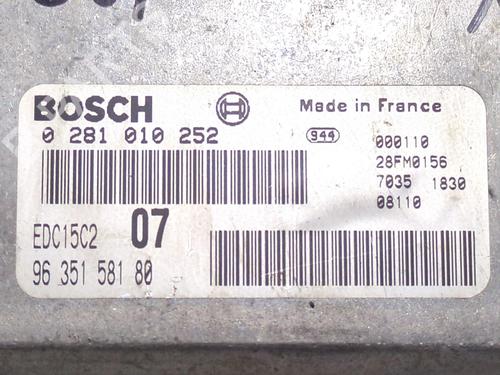 BOSCH
Made in France
0 281 010 252
944
000110
28FM0156
7035 1830
08110
EDC15C2 07
96 351 581 80